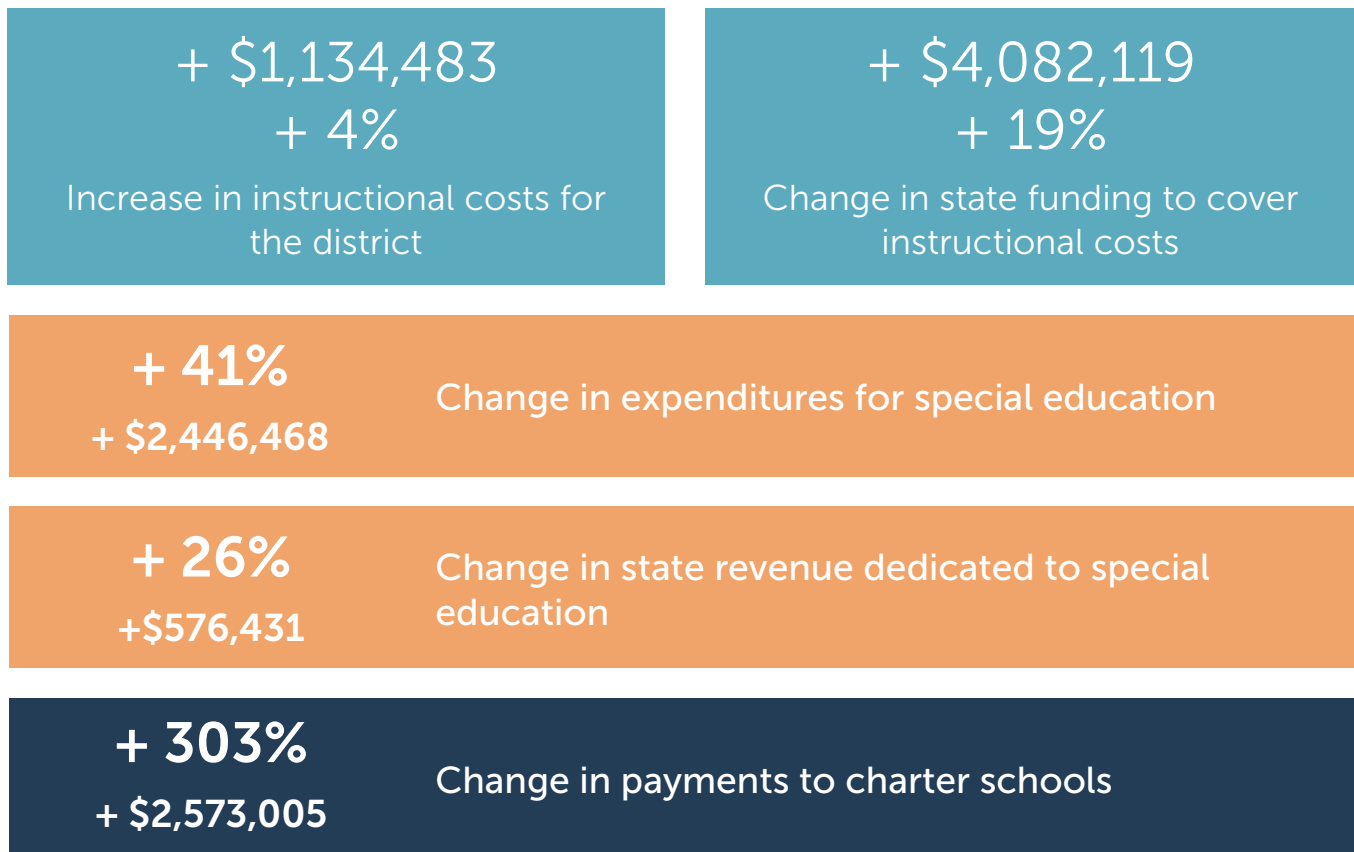 + $1,134,483
+ 4%
Increase in instructional costs for
the district
+ $4,082,119
+ 19%
Change in state funding to cover
instructional costs
+ 41%
+ $2,446,468
Change in expenditures for special education
+ 26%
+$576,431
Change in state revenue dedicated to special
education
+ 303%
+ $2,573,005
Change in payments to charter schools